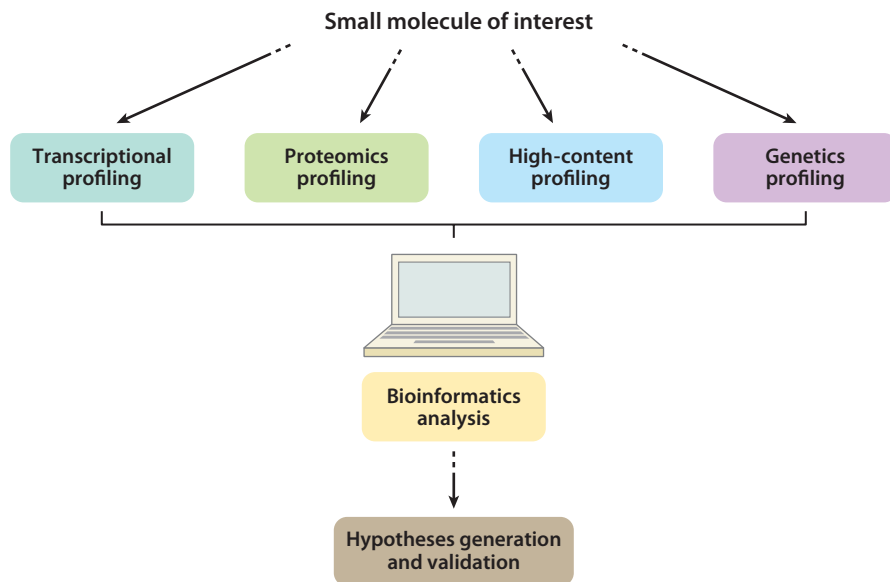 Small molecule of interest
Transcriptional
profiling
Proteomics
profiling
High-content
profiling
Genetics
profiling
Bioinformatics
analysis
Hypotheses generation
and validation